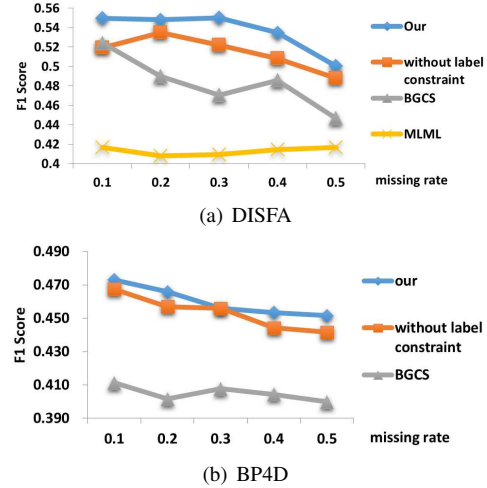 0.56
0.54
0.52
0.5
0.48
0.46
0.44
0.42
0.4
F1 Score
0.1 0.2 0.3 0.4 0.5 missing rate
Our
without label
constraint
BGCS
MLML
(a) DISFA
0.490
0.470
0.450
0.430
0.410
0.390
F1 Score
0.1 0.2 0.3 0.4 0.5 missing rate
our
without label
constraint
BGCS
(b) BP4D